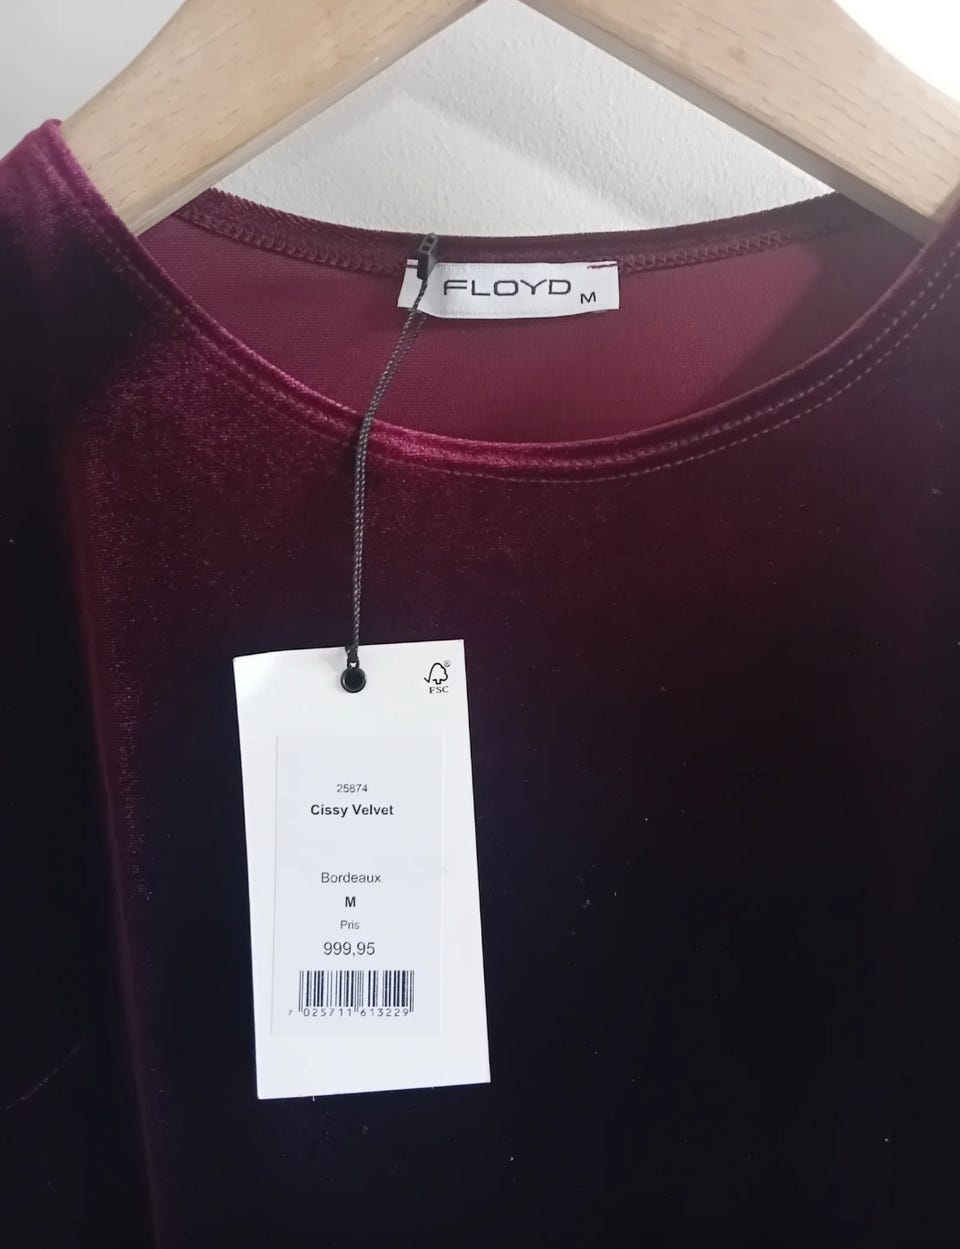 FLOYD M
FSC
25874
Cissy Velvet
Bordeaux
M
Pris
999,95
7 025711 613229